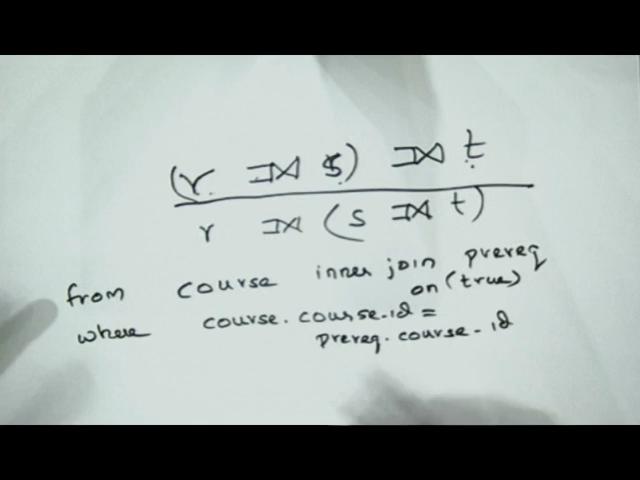 (r ⟕ s) ⟕ t
r ⟕ (s ⟕ t)
from course inner join prereq
on (true)
where course.course-id =
prereq.course-id